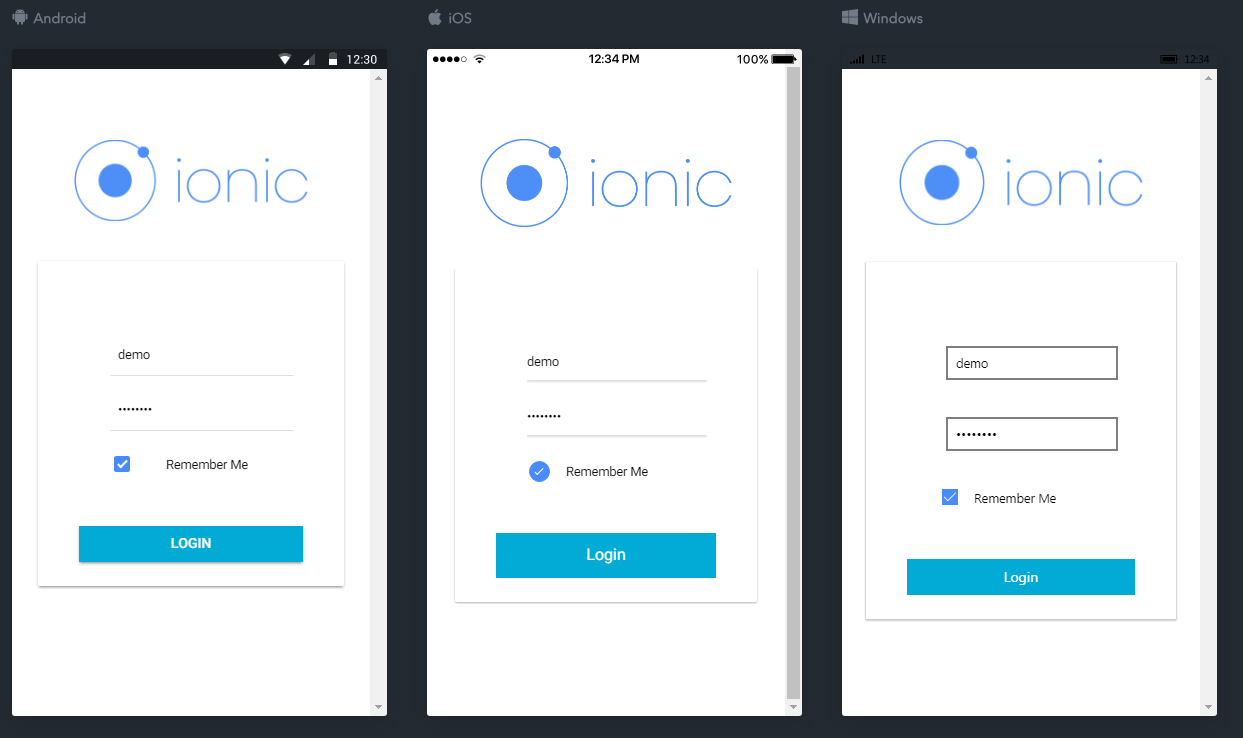 Android
12:30
ionic
demo
••••••••
Remember Me
LOGIN
iOS
12:34 PM
100%
ionic
demo
••••••••
Remember Me
Login
Windows
LTE
12:34
ionic
demo
••••••••
Remember Me
Login